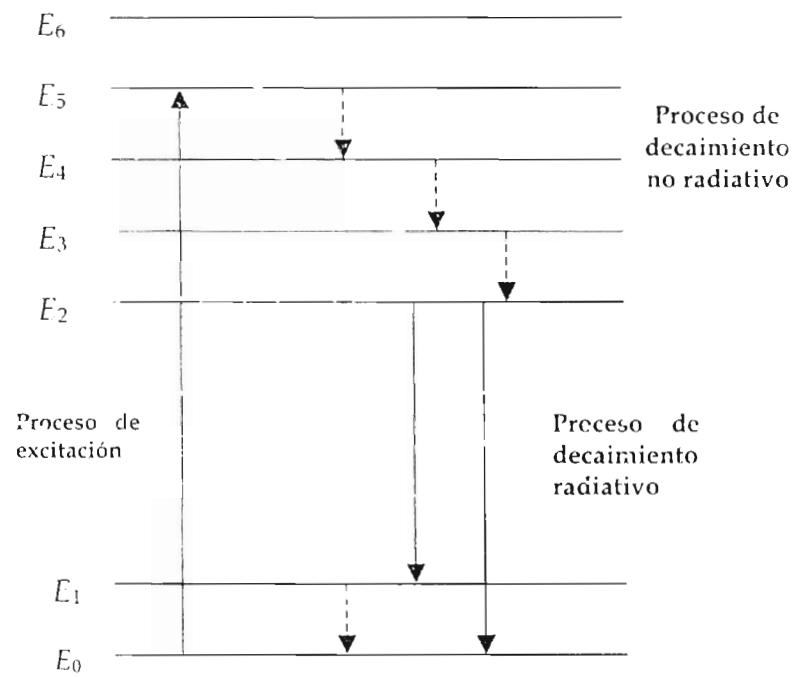 E6
E5
E4
E3
E2
E1
E0
Proceso de
decaimiento
no radiativo
Proceso de
excitación
Proceso de
decaimiento
radiativo